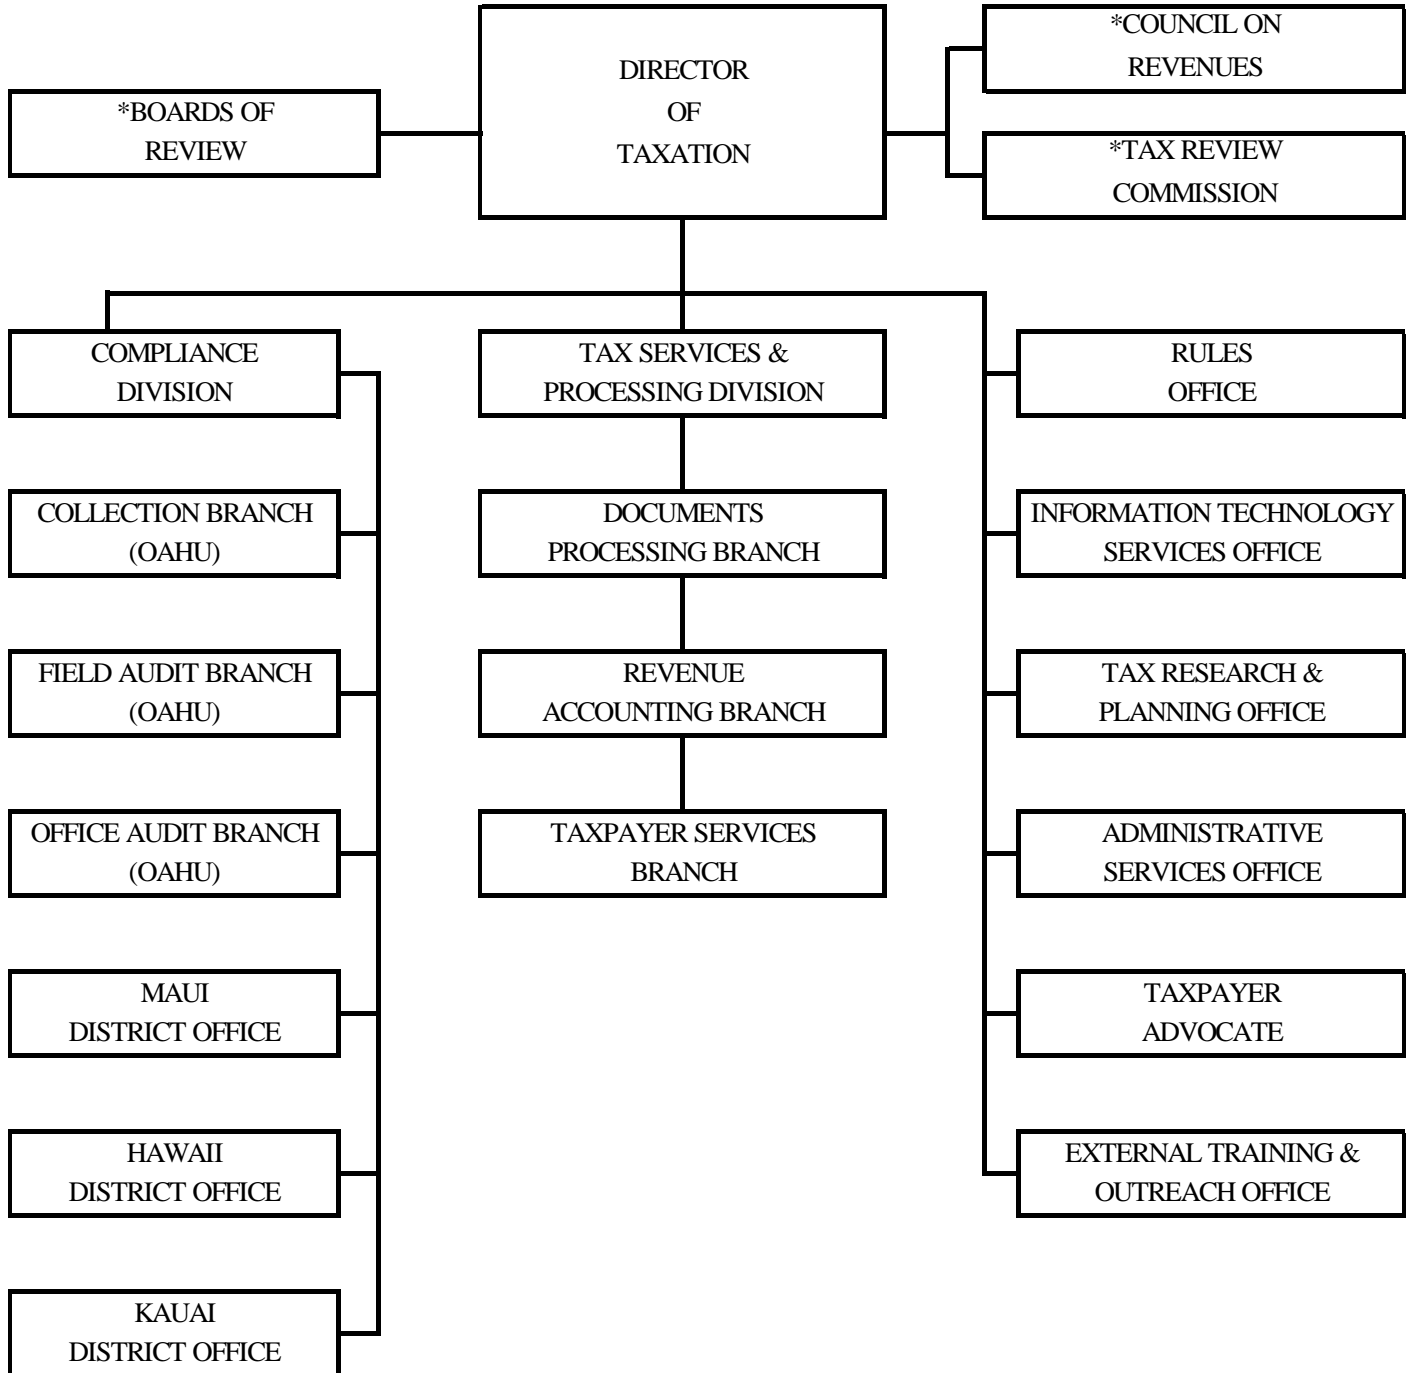 DIRECTOR
OF
TAXATION
*BOARDS OF
REVIEW
*COUNCIL ON
REVENUES
*TAX REVIEW
COMMISSION
COMPLIANCE
DIVISION
COLLECTION BRANCH
(OAHU)
FIELD AUDIT BRANCH
(OAHU)
OFFICE AUDIT BRANCH
(OAHU)
MAUI
DISTRICT OFFICE
HAWAII
DISTRICT OFFICE
KAUAI
DISTRICT OFFICE
TAX SERVICES &
PROCESSING DIVISION
DOCUMENTS
PROCESSING BRANCH
REVENUE
ACCOUNTING BRANCH
TAXPAYER SERVICES
BRANCH
RULES
OFFICE
INFORMATION TECHNOLOGY
SERVICES OFFICE
TAX RESEARCH &
PLANNING OFFICE
ADMINISTRATIVE
SERVICES OFFICE
TAXPAYER
ADVOCATE
EXTERNAL TRAINING &
OUTREACH OFFICE